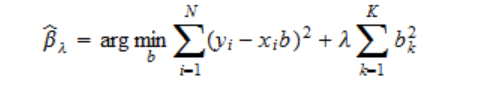 β̂_λ = arg min_b ∑_{i=1}^{N} (y_i − x_i b)² + λ ∑_{k=1}^{K} b_k²